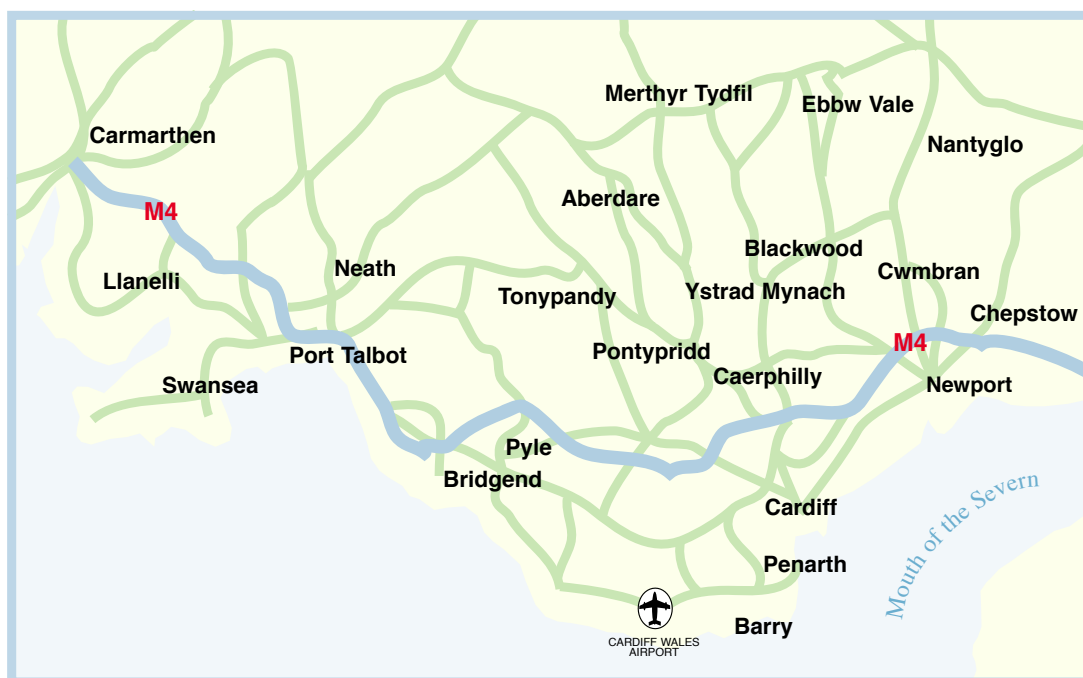 Merthyr Tydfil
Ebbw Vale
Carmarthen
Nantyglo
Aberdare
M4
Blackwood
Neath
Cwmbran
Llanelli
Ystrad Mynach
Tonypandy
Chepstow
M4
Port Talbot
Pontypridd
Caerphilly
Swansea
Newport
Pyle
Bridgend
Cardiff
Mouth of the Severn
Penarth
Barry
CARDIFF WALES
AIRPORT